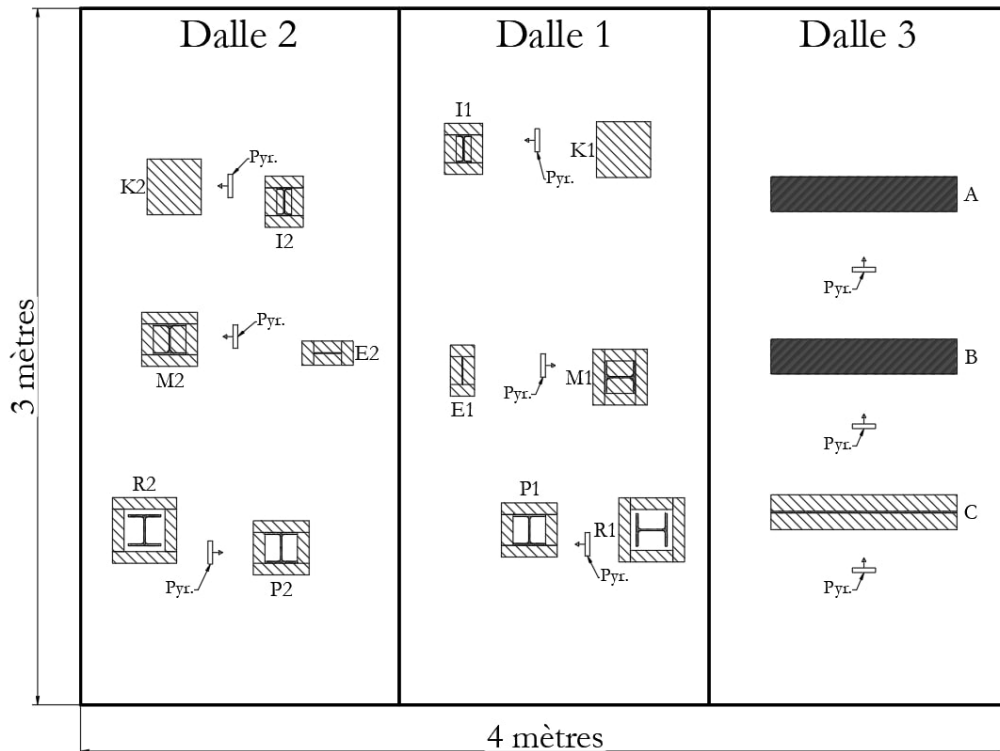 Dalle 2
Dalle 1
Dalle 3
I1
Pyr.
K1
Pyr.
K2
Pyr.
I2
A
Pyr.
Pyr.
M2
E2
E1
Pyr.
M1
B
Pyr.
R2
P1
R1
C
Pyr.
P2
Pyr.
Pyr.
3 mètres
4 mètres